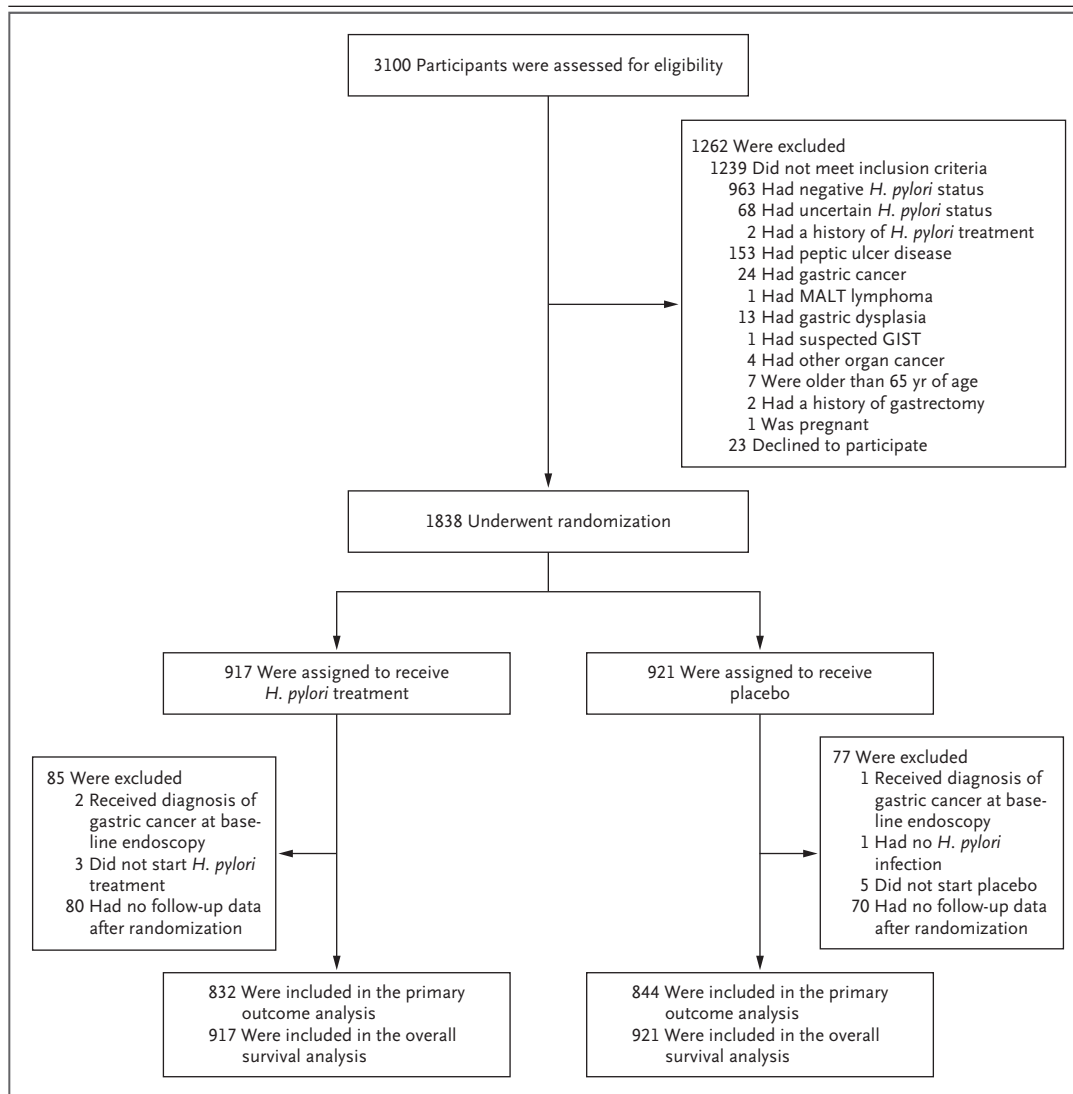 3100 Participants were assessed for eligibility
1262 Were excluded
1239 Did not meet inclusion criteria
963 Had negative H. pylori status
68 Had uncertain H. pylori status
2 Had a history of H. pylori treatment
153 Had peptic ulcer disease
24 Had gastric cancer
1 Had MALT lymphoma
13 Had gastric dysplasia
1 Had suspected GIST
4 Had other organ cancer
7 Were older than 65 yr of age
2 Had a history of gastrectomy
1 Was pregnant
23 Declined to participate
1838 Underwent randomization
917 Were assigned to receive
H. pylori treatment
921 Were assigned to receive
placebo
85 Were excluded
2 Received diagnosis of
gastric cancer at base-
line endoscopy
3 Did not start H. pylori
treatment
80 Had no follow-up data
after randomization
77 Were excluded
1 Received diagnosis of
gastric cancer at base-
line endoscopy
1 Had no H. pylori
infection
5 Did not start placebo
70 Had no follow-up data
after randomization
832 Were included in the primary
outcome analysis
917 Were included in the overall
survival analysis
844 Were included in the primary
outcome analysis
921 Were included in the overall
survival analysis